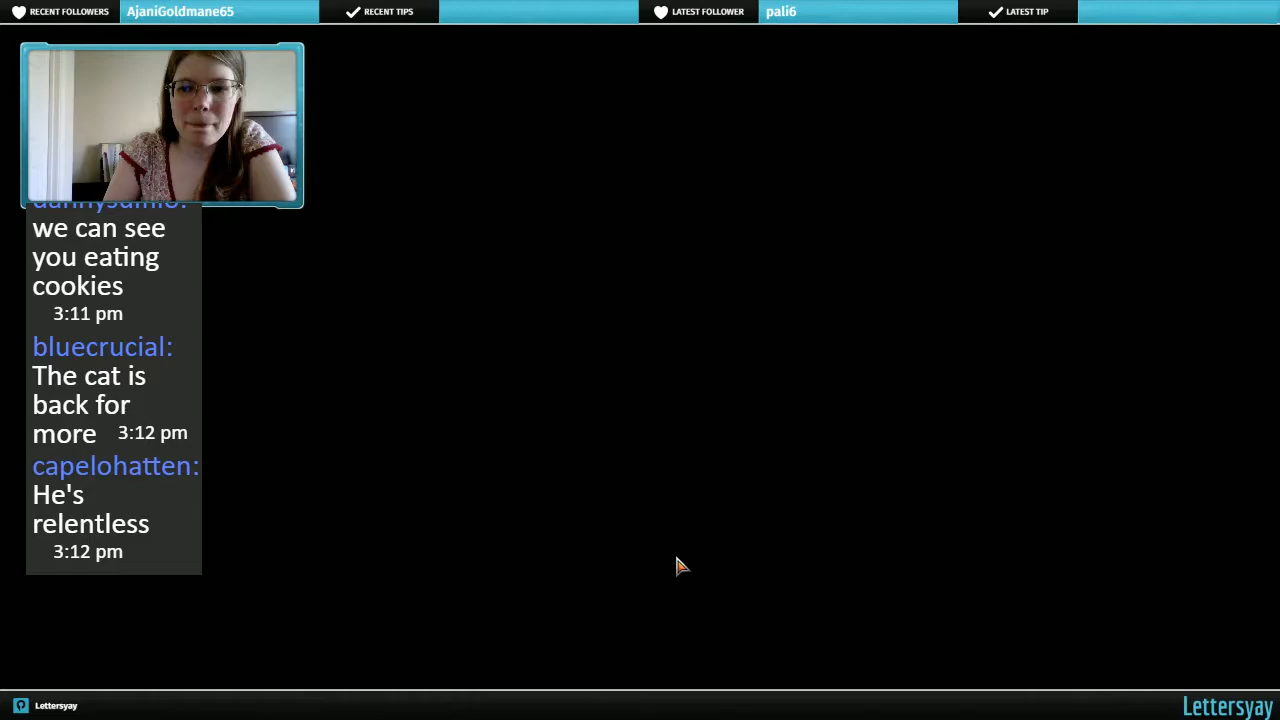 RECENT FOLLOWERS AjaniGoldmane65 RECENT TIPS LATEST FOLLOWER pali6 LATEST TIP
we can see
you eating
cookies
3:11 pm
bluecrucial:
The cat is
back for
more 3:12 pm
capelohatten:
He's
relentless
3:12 pm
Lettersyay
Lettersyay